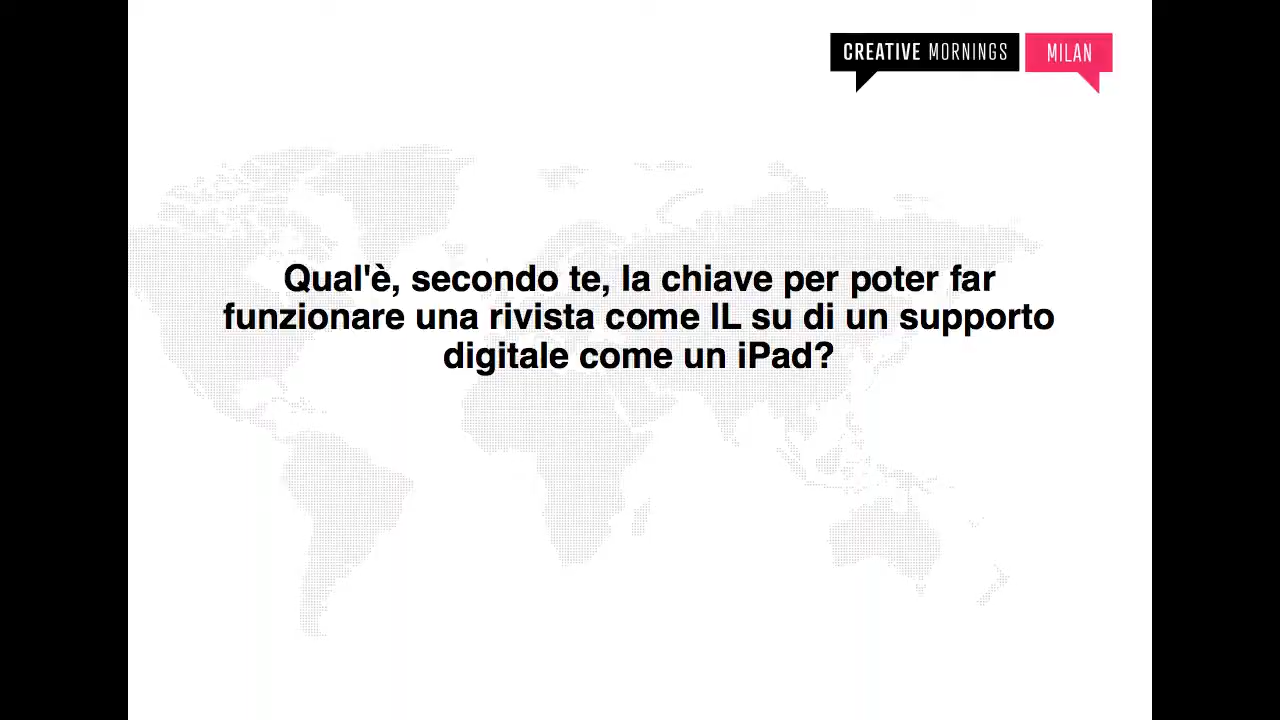 CREATIVE MORNINGS MILAN
Qual'è, secondo te, la chiave per poter far
funzionare una rivista come IL su di un supporto
digitale come un iPad?